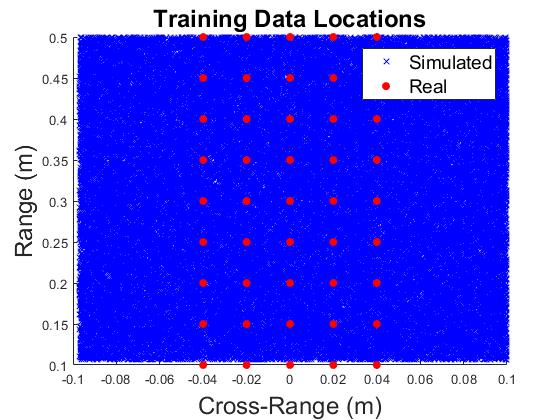 Training Data Locations
Simulated
Real
Range (m)
0.5
0.45
0.4
0.35
0.3
0.25
0.2
0.15
0.1
-0.1 -0.08 -0.06 -0.04 -0.02 0 0.02 0.04 0.06 0.08 0.1
Cross-Range (m)